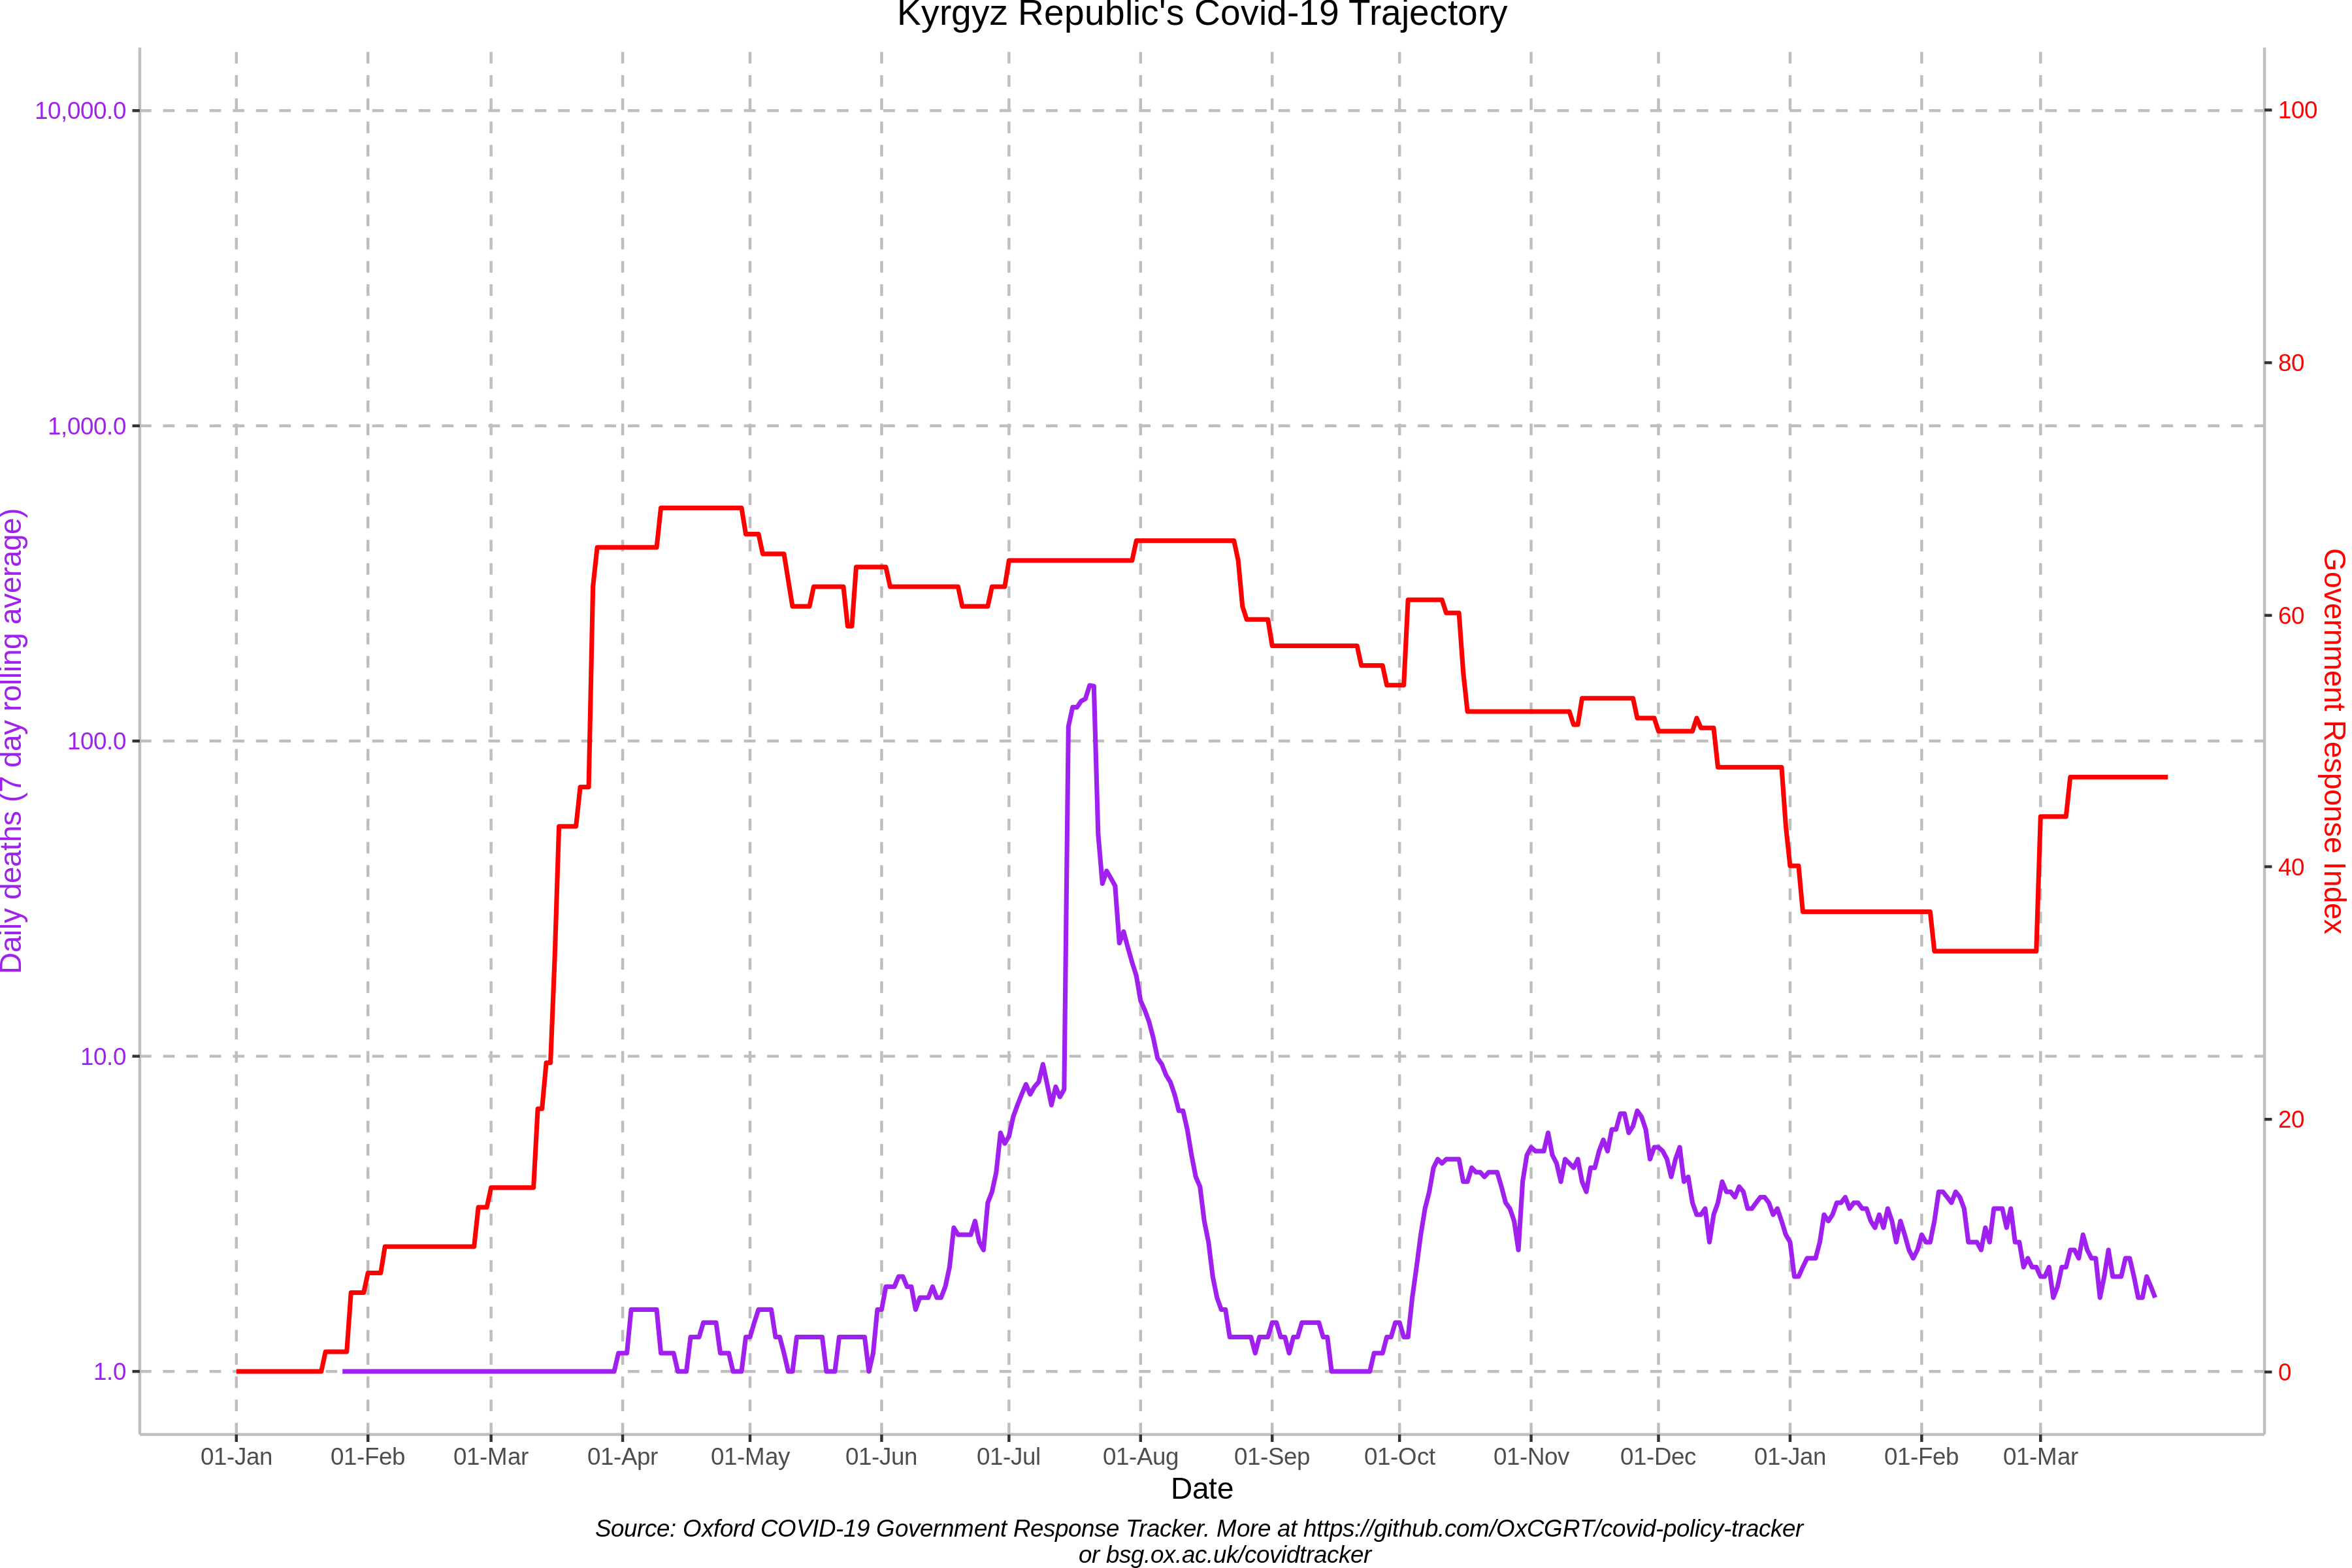 Kyrgyz Republic's Covid-19 Trajectory
10,000.0
1,000.0
100.0
10.0
1.0
Daily deaths (7 day rolling average)
100
80
60
40
20
0
Government Response Index
01-Jan 01-Feb 01-Mar 01-Apr 01-May 01-Jun 01-Jul 01-Aug 01-Sep 01-Oct 01-Nov 01-Dec 01-Jan 01-Feb 01-Mar
Date
Source: Oxford COVID-19 Government Response Tracker. More at https://github.com/OxCGRT/covid-policy-tracker
or bsg.ox.ac.uk/covidtracker